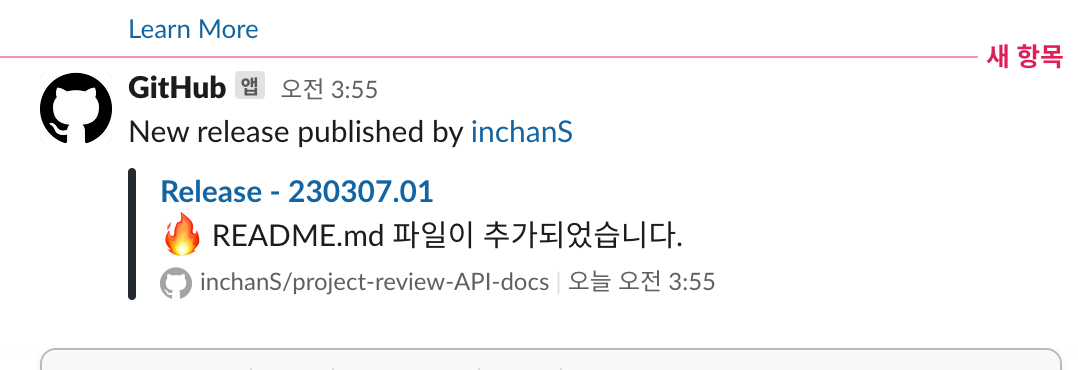 Learn More
새 항목
GitHub 앱 오전 3:55
New release published by inchanS
Release - 230307.01
🔥 README.md 파일이 추가되었습니다.
inchanS/project-review-API-docs | 오늘 오전 3:55